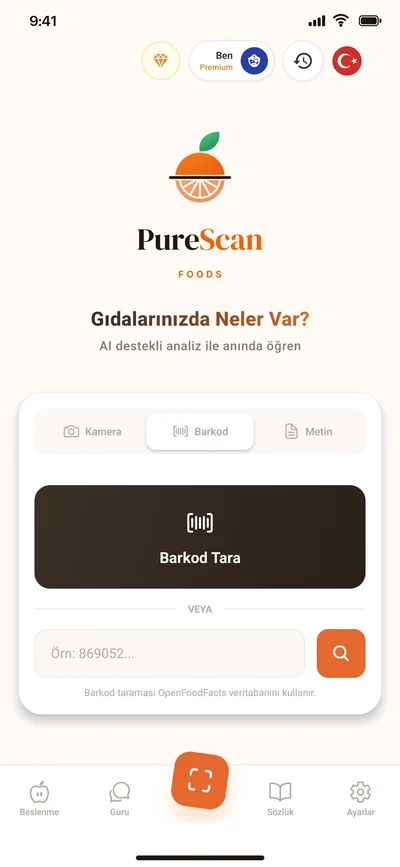 9:41
Ben
Premium
PureScan
FOODS
Gıdalarınızda Neler Var?
AI destekli analiz ile anında öğren
Kamera
Barkod
Metin
Barkod Tara
VEYA
Örn: 869052...
Barkod taraması OpenFoodFacts veritabanını kullanır.
Beslenme
Guru
Sözlük
Ayarlar